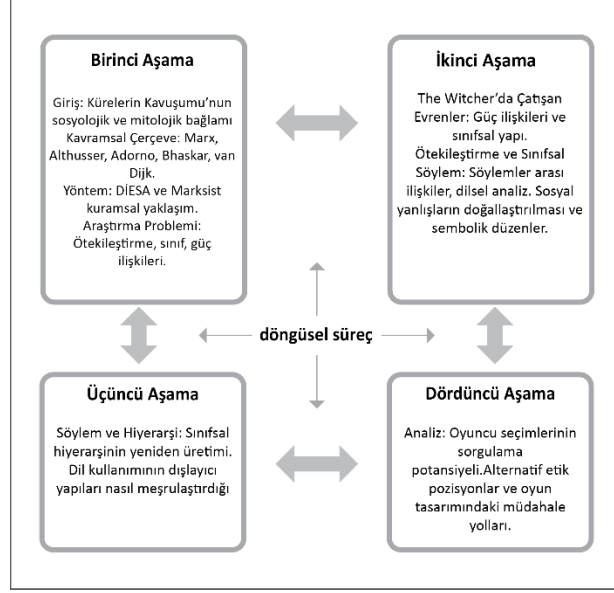 Birinci Aşama
Giriş: Kürelerin Kavuşumu'nun
sosyolojik ve mitolojik bağlamı
Kavramsal Çerçeve: Marx,
Althusser, Adorno, Bhaskar, van
Dijk.
Yöntem: DİESA ve Marksist
kuramsal yaklaşım.
Araştırma Problemi:
Ötekileştirme, sınıf, güç
ilişkileri.
İkinci Aşama
The Witcher'da Çatışan
Evrenler: Güç ilişkileri ve
sınıfsal yapı.
Ötekileştirme ve Sınıfsal
Söylem: Söylemler arası
ilişkiler, dilsel analiz. Sosyal
yanlışların doğallaştırılması ve
sembolik düzenler.
döngüsel süreç
Üçüncü Aşama
Söylem ve Hiyerarşi: Sınıfsal
hiyerarşinin yeniden üretimi.
Dil kullanımının dışlayıcı
yapıları nasıl meşrulaştırdığı
Dördüncü Aşama
Analiz: Oyuncu seçimlerinin
sorgulama
potansiyeli.Alternatif etik
pozisyonlar ve oyun
tasarımındaki müdahale
yolları.